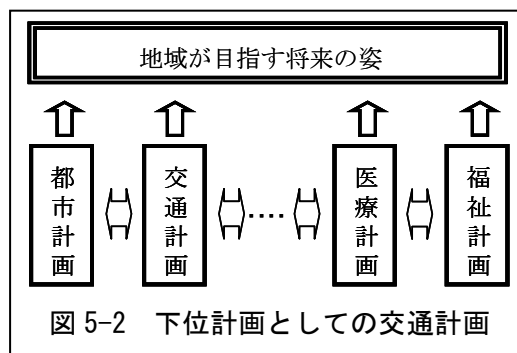 地域が目指す将来の姿
都市計画
交通計画
....
医療計画
福祉計画
図 5-2 下位計画としての交通計画